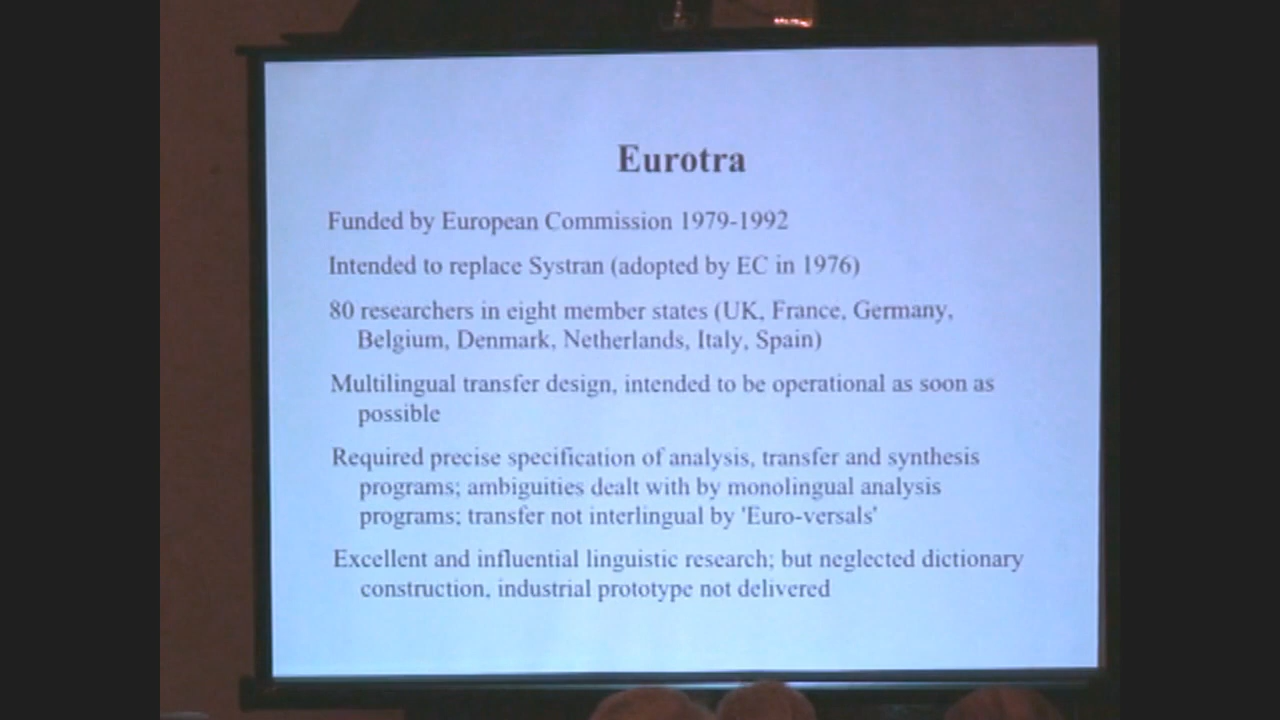 Eurotra
Funded by European Commission 1979-1992
Intended to replace Systran (adopted by EC in 1976)
80 researchers in eight member states (UK, France, Germany,
Belgium, Denmark, Netherlands, Italy, Spain)
Multilingual transfer design, intended to be operational as soon as
possible
Required precise specification of analysis, transfer and synthesis
programs; ambiguities dealt with by monolingual analysis
programs; transfer not interlingual by 'Euro-versals'
Excellent and influential linguistic research; but neglected dictionary
construction, industrial prototype not delivered